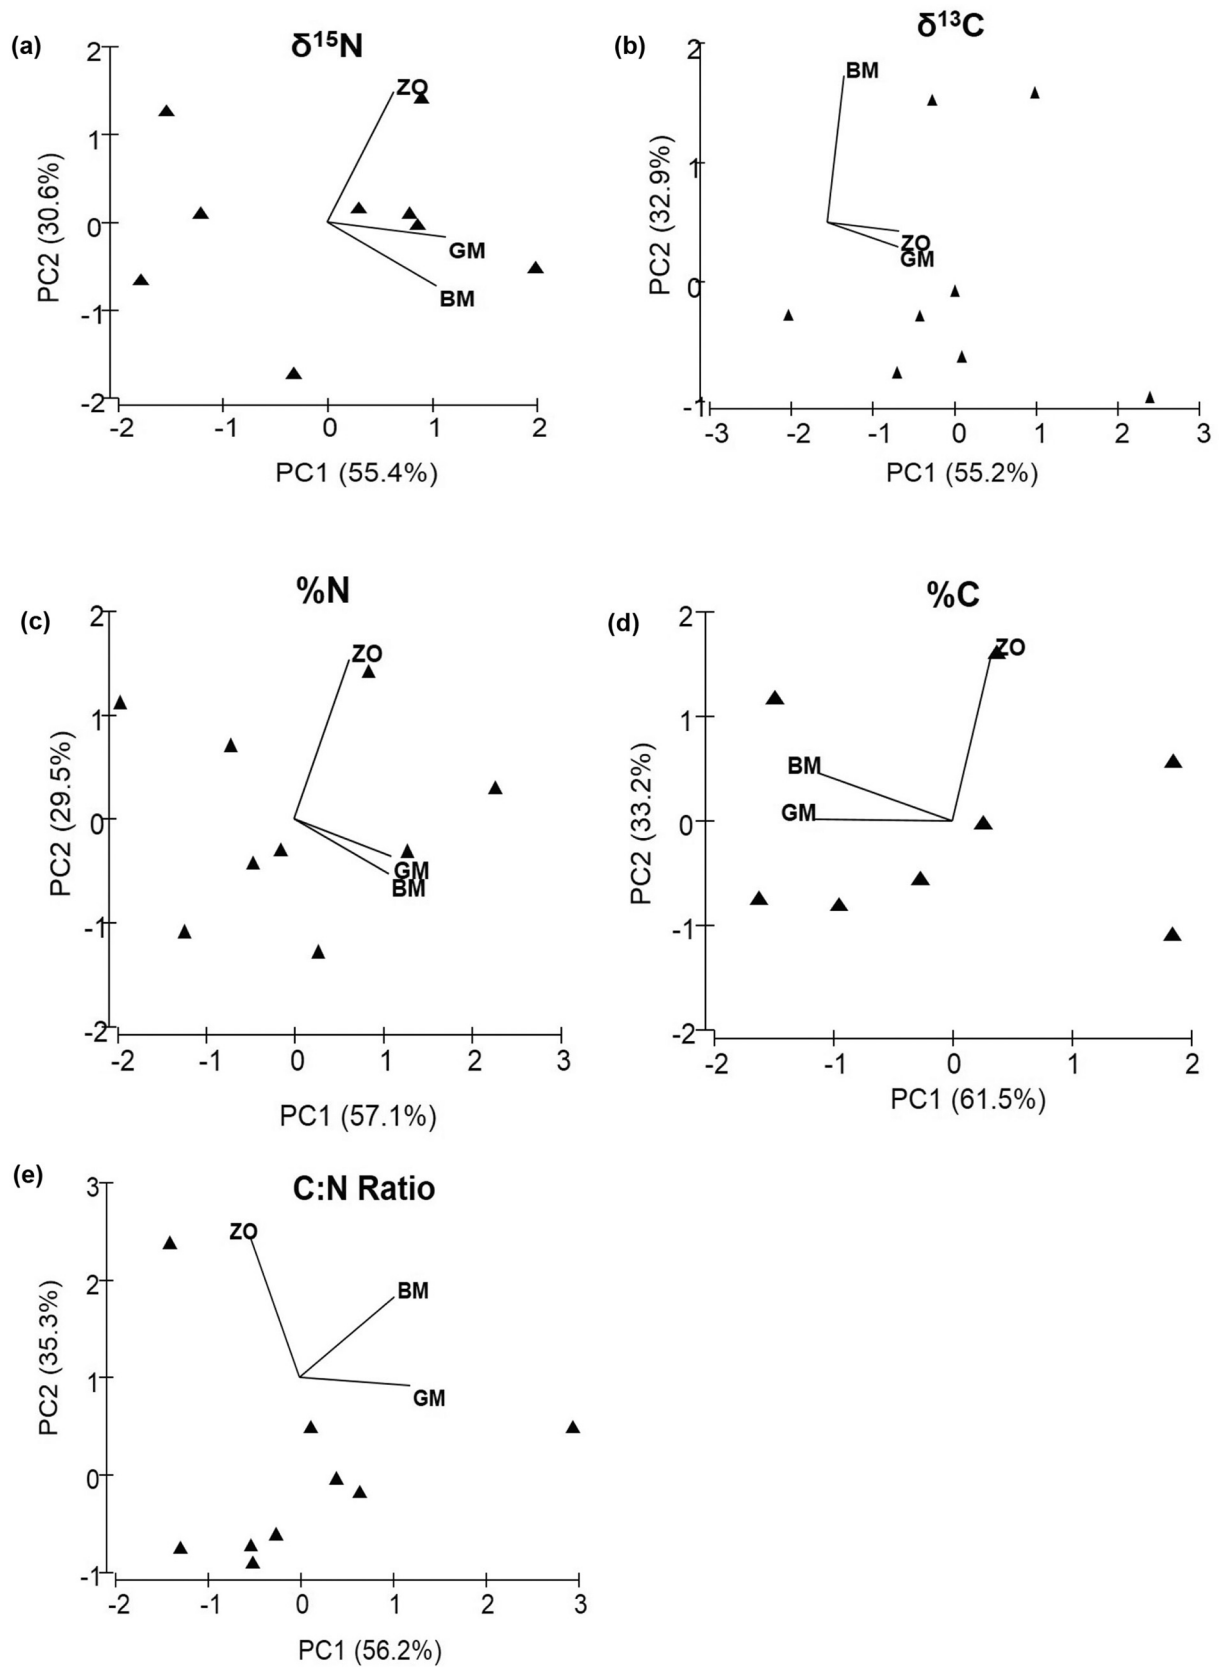 (a)
δ¹⁵N
2
1
0
-1
-2
PC2 (30.6%)
ZO
GM
BM
-2 -1 0 1 2
PC1 (55.4%)
(b)
δ¹³C
2
1
0
-1
PC2 (32.9%)
BM
ZO
GM
-3 -2 -1 0 1 2 3
PC1 (55.2%)
(c)
%N
2
1
0
-1
-2
PC2 (29.5%)
ZO
GM
BM
-2 -1 0 1 2 3
PC1 (57.1%)
(d)
%C
2
1
0
-1
-2
PC2 (33.2%)
ZO
BM
GM
-2 -1 0 1 2
PC1 (61.5%)
(e)
C:N Ratio
3
2
1
0
-1
PC2 (35.3%)
ZO
BM
GM
-2 -1 0 1 2 3
PC1 (56.2%)